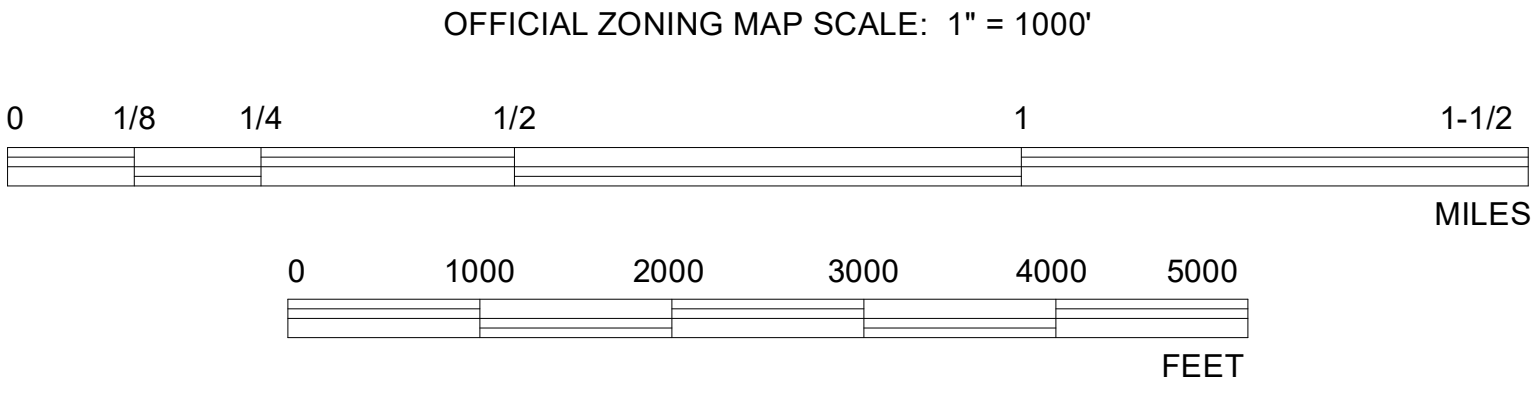 OFFICIAL ZONING MAP SCALE: 1" = 1000'
0 1/8 1/4 1/2 1 1-1/2
MILES
0 1000 2000 3000 4000 5000
FEET